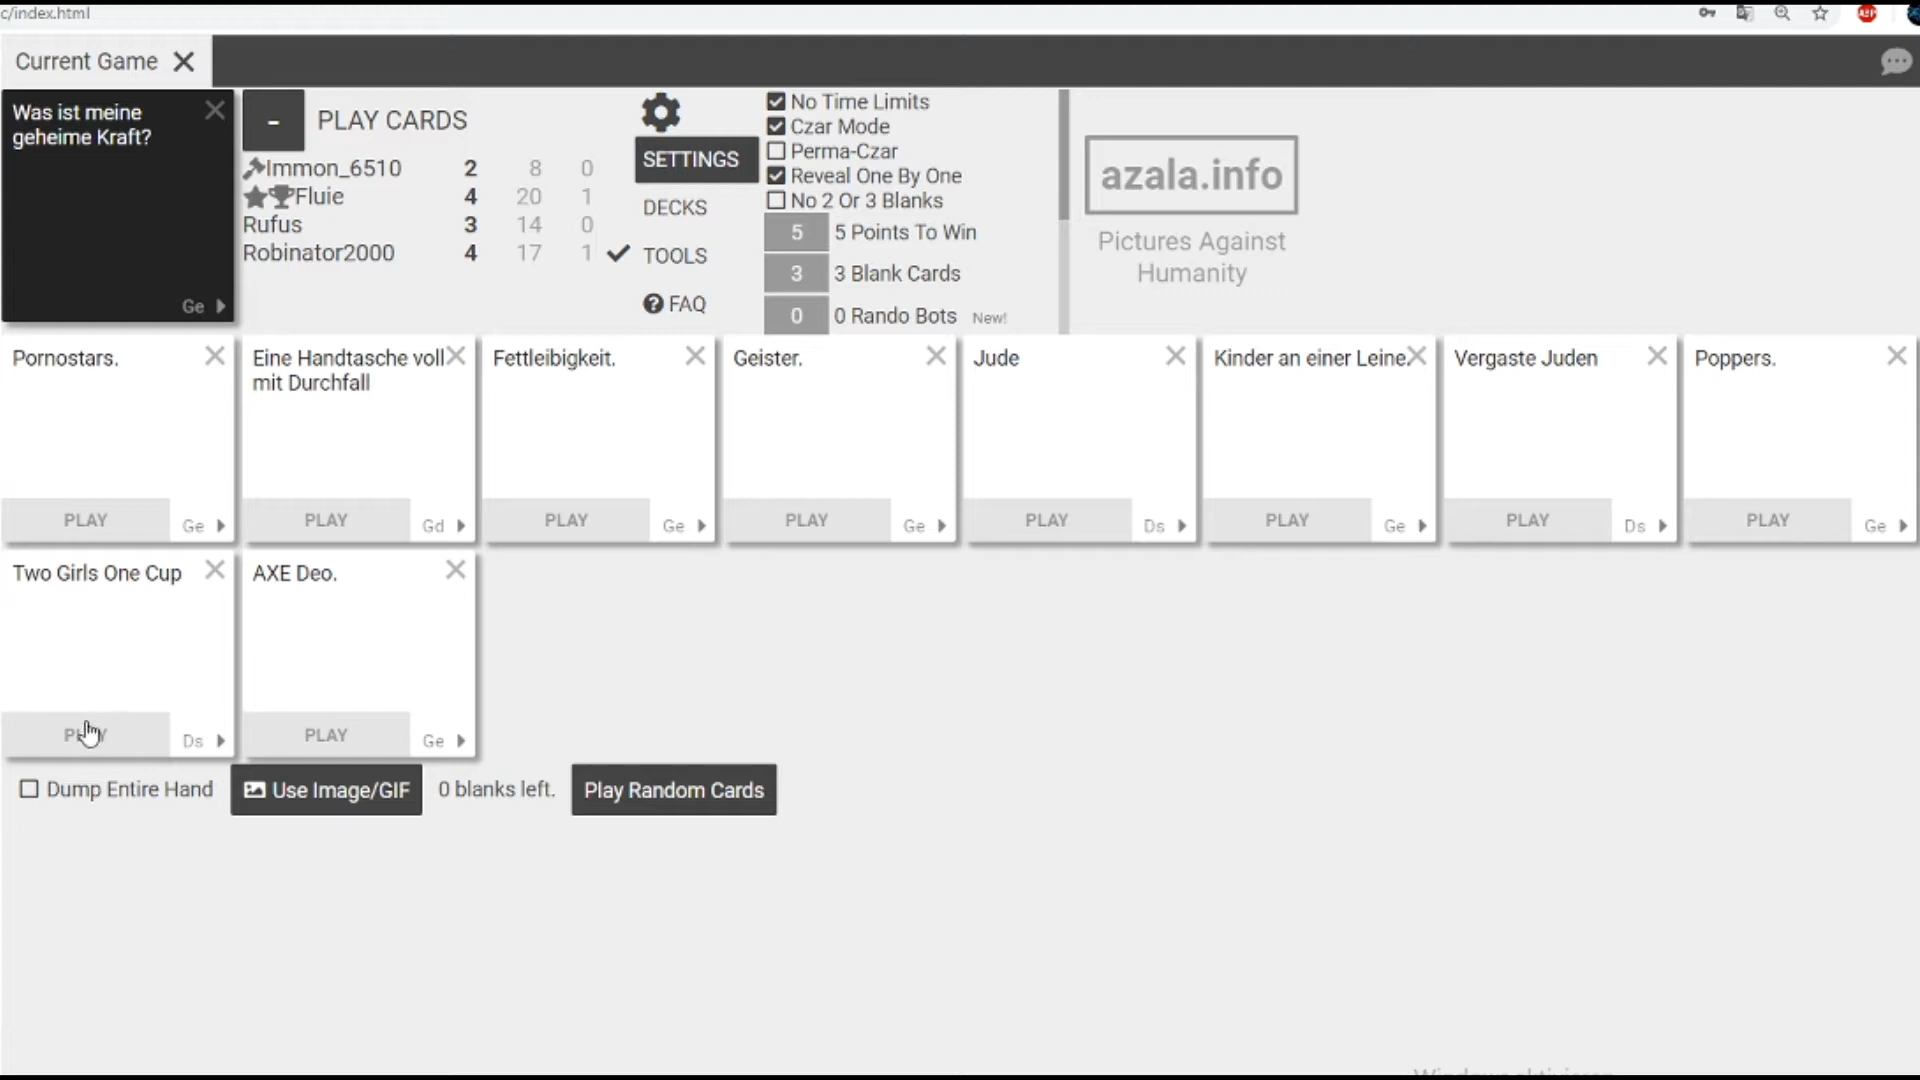 c/index.html
Current Game
Was ist meine
geheime Kraft?
Ge
-
PLAY CARDS
Immon_6510 2 8 0
Fluie 4 20 1
Rufus 3 14 0
Robinator2000 4 17 1
SETTINGS
DECKS
TOOLS
FAQ
No Time Limits
Czar Mode
Perma-Czar
Reveal One By One
No 2 Or 3 Blanks
5 5 Points To Win
3 3 Blank Cards
0 0 Rando Bots New!
azala.info
Pictures Against
Humanity
Pornostars.
PLAY Ge
Eine Handtasche voll
mit Durchfall
PLAY Gd
Fettleibigkeit.
PLAY Ge
Geister.
PLAY Ge
Jude
PLAY Ds
Kinder an einer Leine.
PLAY Ge
Vergaste Juden
PLAY Ds
Poppers.
PLAY Ge
Two Girls One Cup
PLAY Ds
AXE Deo.
PLAY Ge
Dump Entire Hand
Use Image/GIF
0 blanks left.
Play Random Cards
Windows aktivieren